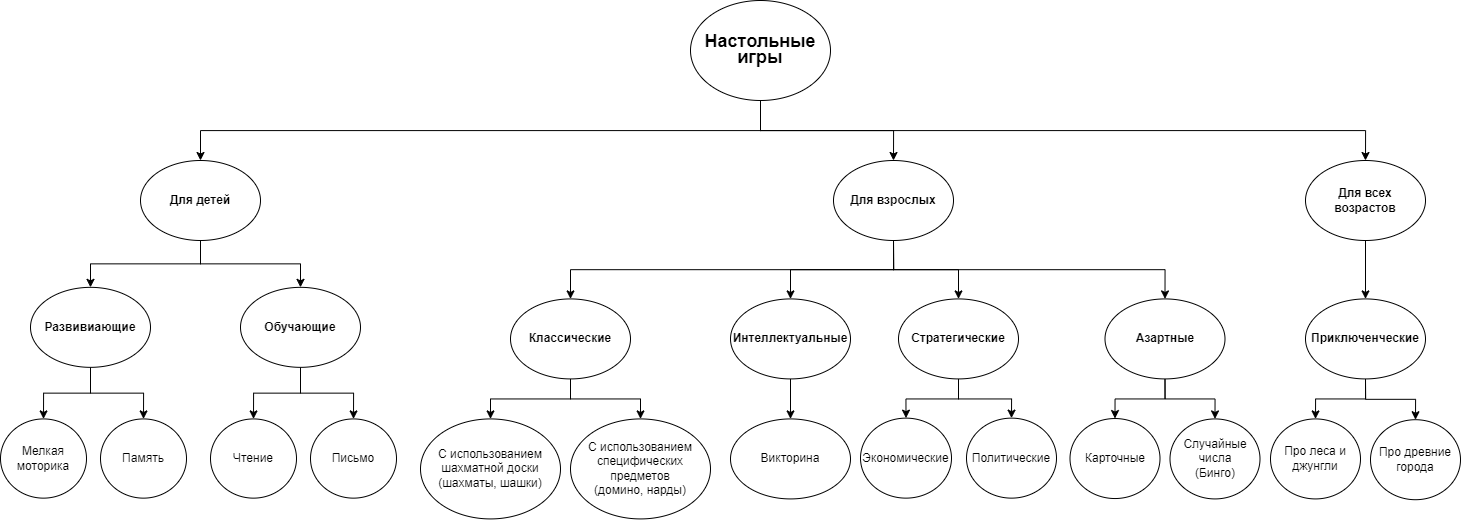 Настольные
игры
Для детей
Для взрослых
Для всех
возрастов
Развивиающие
Обучающие
Классические
Интеллектуальные
Стратегические
Азартные
Приключенческие
Мелкая
моторика
Память
Чтение
Письмо
С использованием
шахматной доски
(шахматы, шашки)
С использованием
специфических
предметов
(домино, нарды)
Викторина
Экономические
Политические
Карточные
Случайные
числа
(Бинго)
Про леса и
джунгли
Про древние
города